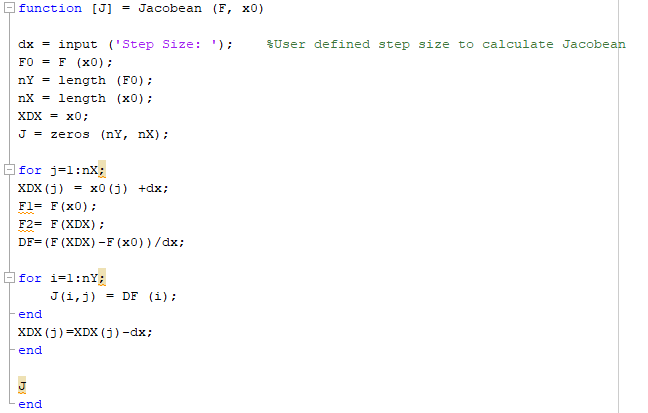 function [J] = Jacobean (F, x0)
dx = input ('Step Size: ');    %User defined step size to calculate Jacobean
F0 = F (x0);
nY = length (F0);
nX = length (x0);
XDX = x0;
J = zeros (nY, nX);
for j=1:nX;
XDX(j) = x0(j) +dx;
F1= F(x0);
F2= F(XDX);
DF=(F(XDX)-F(x0))/dx;
for i=1:nY;
    J(i,j) = DF (i);
end
XDX(j)=XDX(j)-dx;
end
J
end